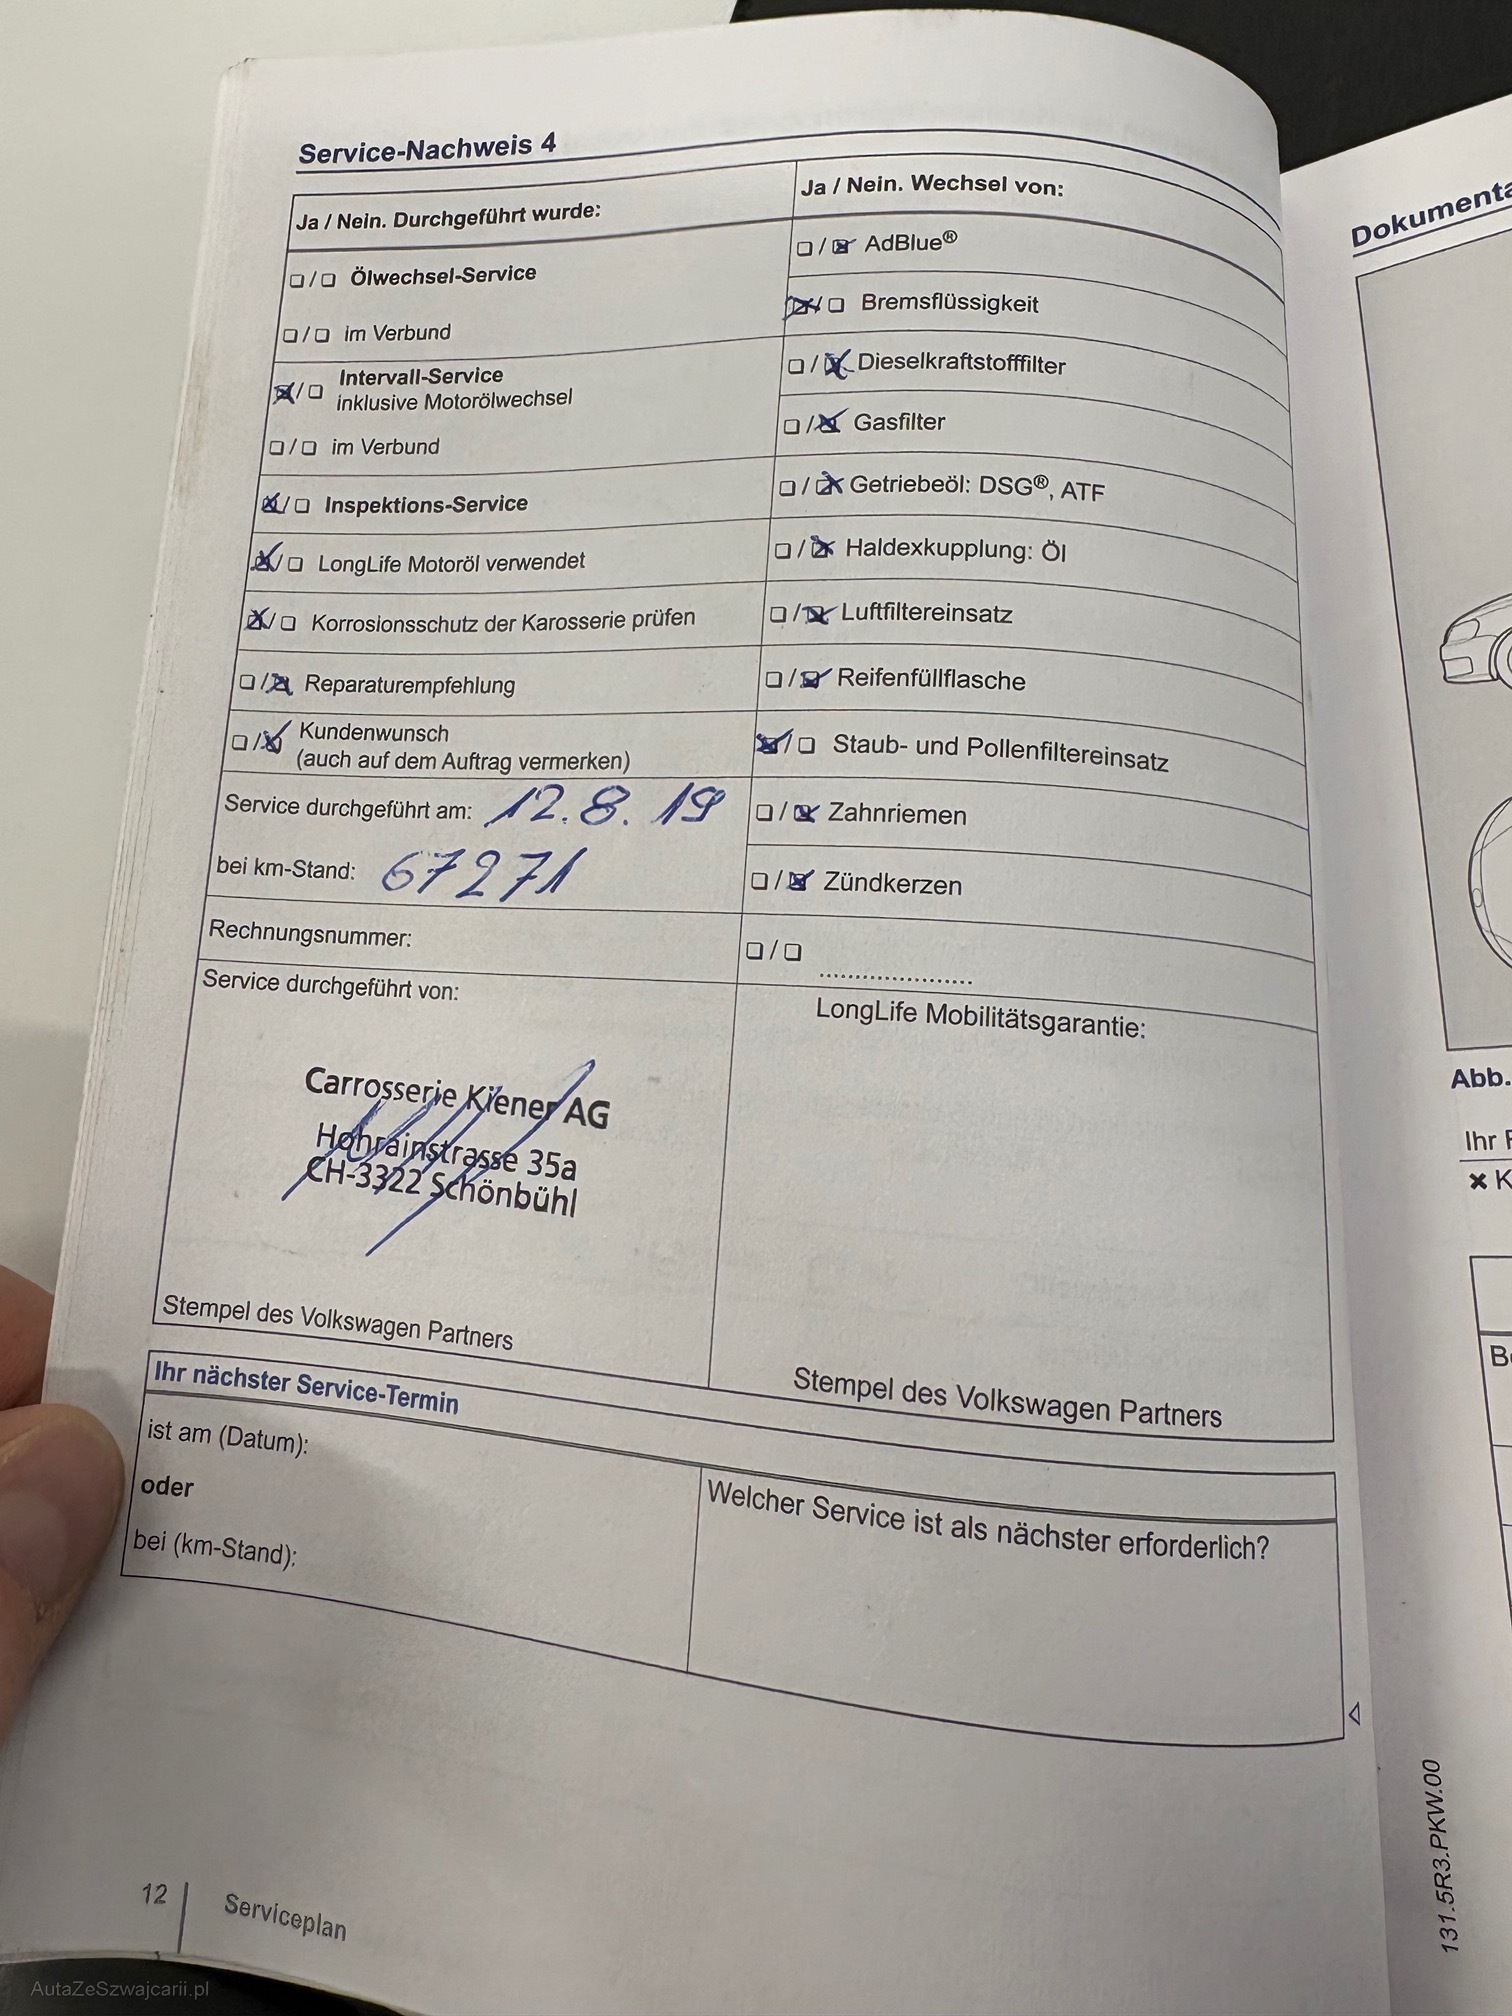 Service-Nachweis 4
Ja / Nein. Durchgeführt wurde:
❏ / ❏ Ölwechsel-Service
❏ / ❏ im Verbund
☒ / ❏ Intervall-Service
inklusive Motorölwechsel
❏ / ❏ im Verbund
☒ / ❏ Inspektions-Service
☒ / ❏ LongLife Motoröl verwendet
☒ / ❏ Korrosionsschutz der Karosserie prüfen
❏ / ☒ Reparaturempfehlung
❏ / ☒ Kundenwunsch
(auch auf dem Auftrag vermerken)
Service durchgeführt am: 12.8.19
bei km-Stand: 67271
Rechnungsnummer:
Service durchgeführt von:
Carrosserie Kiener AG
Hohrainstrasse 35a
CH-3322 Schönbühl
Stempel des Volkswagen Partners
Ja / Nein. Wechsel von:
❏ / ☒ AdBlue®
☒ / ❏ Bremsflüssigkeit
❏ / ☒ Dieselkraftstofffilter
❏ / ☒ Gasfilter
❏ / ☒ Getriebeöl: DSG®, ATF
❏ / ☒ Haldexkupplung: Öl
❏ / ☒ Luftfiltereinsatz
❏ / ☒ Reifenfüllflasche
☒ / ❏ Staub- und Pollenfiltereinsatz
❏ / ☒ Zahnriemen
❏ / ☒ Zündkerzen
❏ / ❏ ......................
LongLife Mobilitätsgarantie:
Stempel des Volkswagen Partners
Ihr nächster Service-Termin
ist am (Datum):
oder
bei (km-Stand):
Welcher Service ist als nächster erforderlich?
12 Serviceplan
Abb.
Ihr
131.5R3.PKW.00
AutaZeSzwajcarii.pl